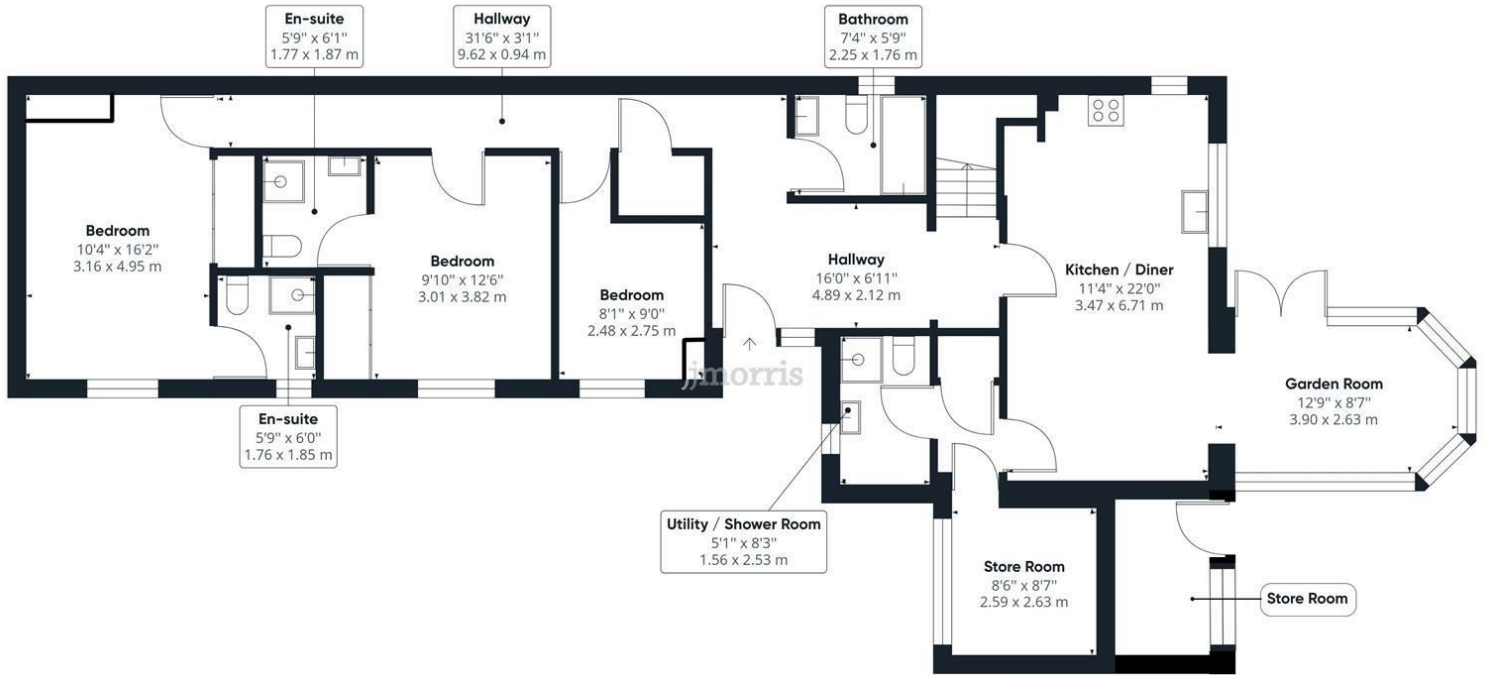 En-suite
5'9" x 6'1"
1.77 x 1.87 m
Hallway
31'6" x 3'1"
9.62 x 0.94 m
Bathroom
7'4" x 5'9"
2.25 x 1.76 m
Bedroom
10'4" x 16'2"
3.16 x 4.95 m
Bedroom
9'10" x 12'6"
3.01 x 3.82 m
Bedroom
8'1" x 9'0"
2.48 x 2.75 m
Hallway
16'0" x 6'11"
4.89 x 2.12 m
Kitchen / Diner
11'4" x 22'0"
3.47 x 6.71 m
jjmorris
Garden Room
12'9" x 8'7"
3.90 x 2.63 m
En-suite
5'9" x 6'0"
1.76 x 1.85 m
Utility / Shower Room
5'1" x 8'3"
1.56 x 2.53 m
Store Room
8'6" x 8'7"
2.59 x 2.63 m
Store Room